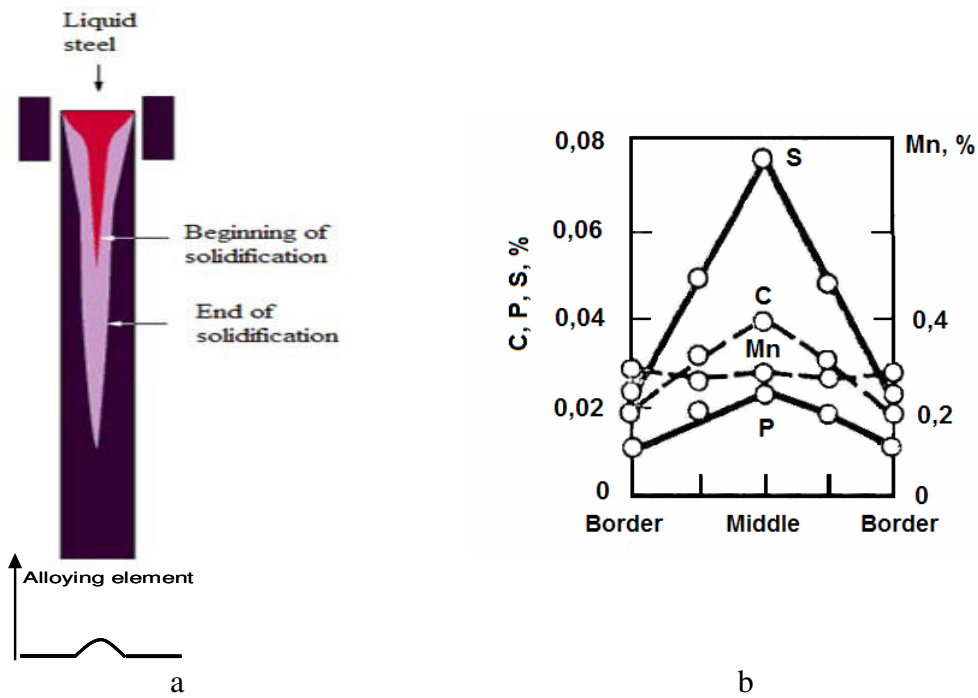 Liquid
steel
Beginning of
solidification
End of
solidification
Alloying element
a
0,08
0,06
0,04
0,02
0
C, P, S, %
Mn, %
0,4
0,2
0
S
C
Mn
P
Border
Middle
Border
b